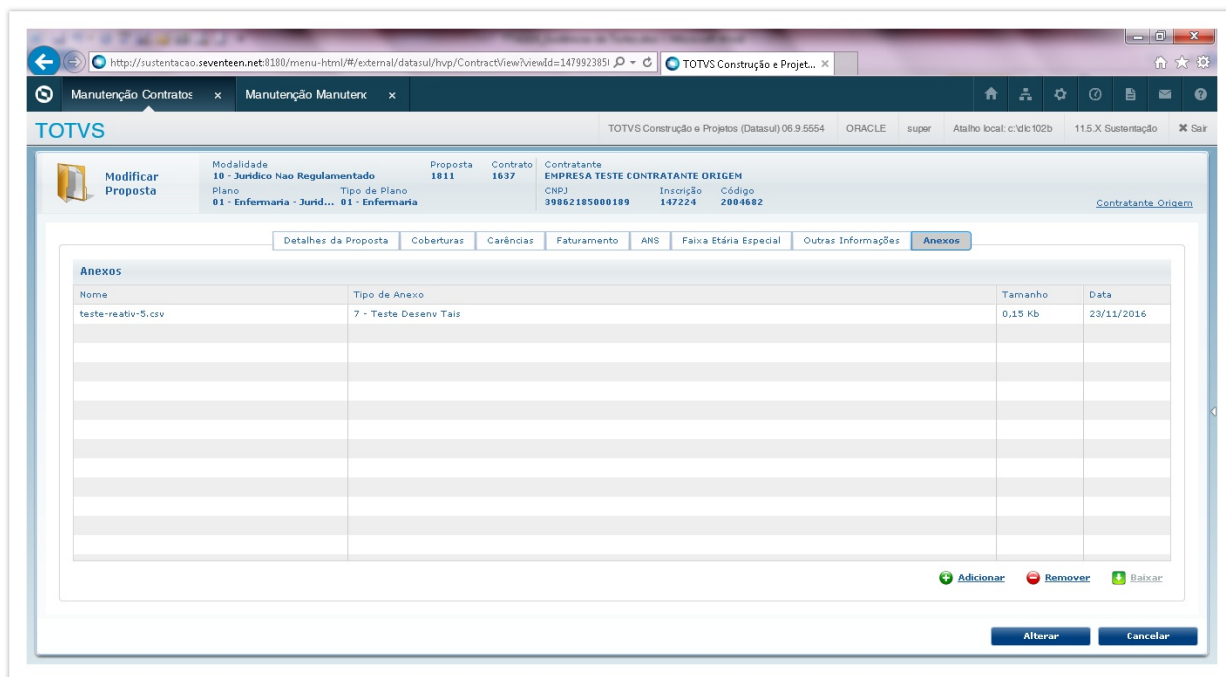 http://sustentacao.seventeen.net:8180/menu-html/#/external/datasul/hvp/ContractView?viewId=1479923851
TOTVS Construção e Projet...
Manutenção Contratos x Manutenção Manuten x
TOTVS
TOTVS Construção e Projetos (Datasul) 06.9.5554 ORACLE super Atalho local: c:\dlc102b 11.5.X Sustentação X Sair
Modificar Proposta
Modalidade Proposta Contrato Contratante
10 - Juridico Nao Regulamentado 1811 1637 EMPRESA TESTE CONTRATANTE ORIGEM
Plano Tipo de Plano CNPJ Inscrição Código
01 - Enfermaria - Jurid... 01 - Enfermaria 39862185000189 147224 2004682
Contratante Origem
Detalhes da Proposta Coberturas Carências Faturamento ANS Faixa Etária Especial Outras Informações Anexos
Anexos
Nome Tipo de Anexo Tamanho Data
teste-reativ-5.csv 7 - Teste Desenv Tais 0,15 Kb 23/11/2016
Adicionar Remover Baixar
Alterar Cancelar